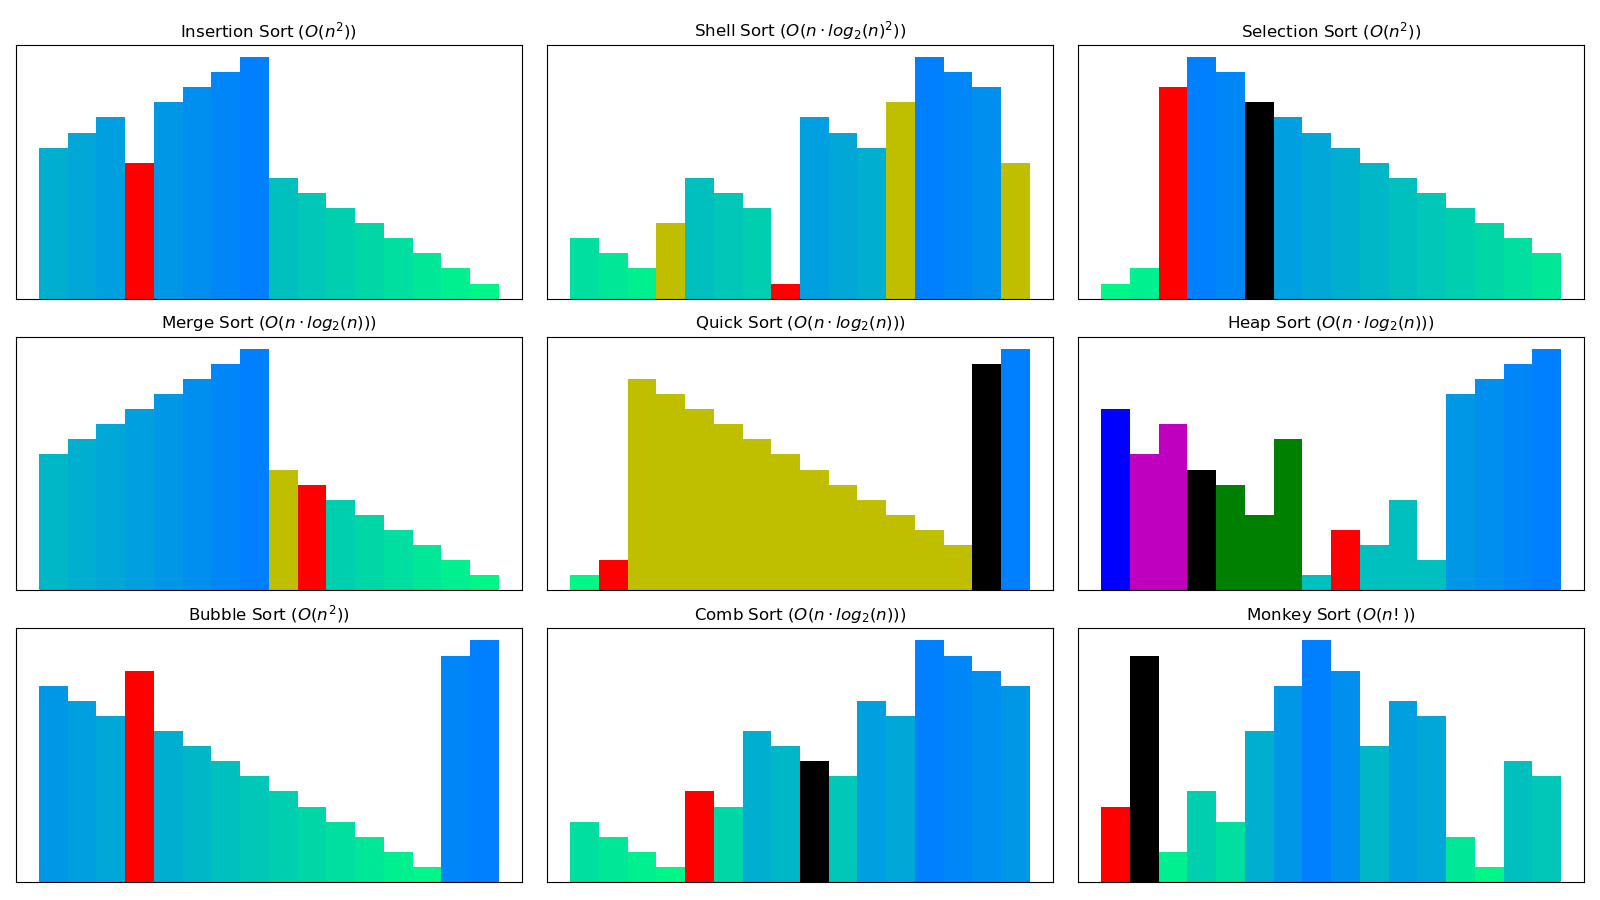 Insertion Sort (O(n²))
Shell Sort (O(n · log₂(n)²))
Selection Sort (O(n²))
Merge Sort (O(n · log₂(n)))
Quick Sort (O(n · log₂(n)))
Heap Sort (O(n · log₂(n)))
Bubble Sort (O(n²))
Comb Sort (O(n · log₂(n)))
Monkey Sort (O(n!))